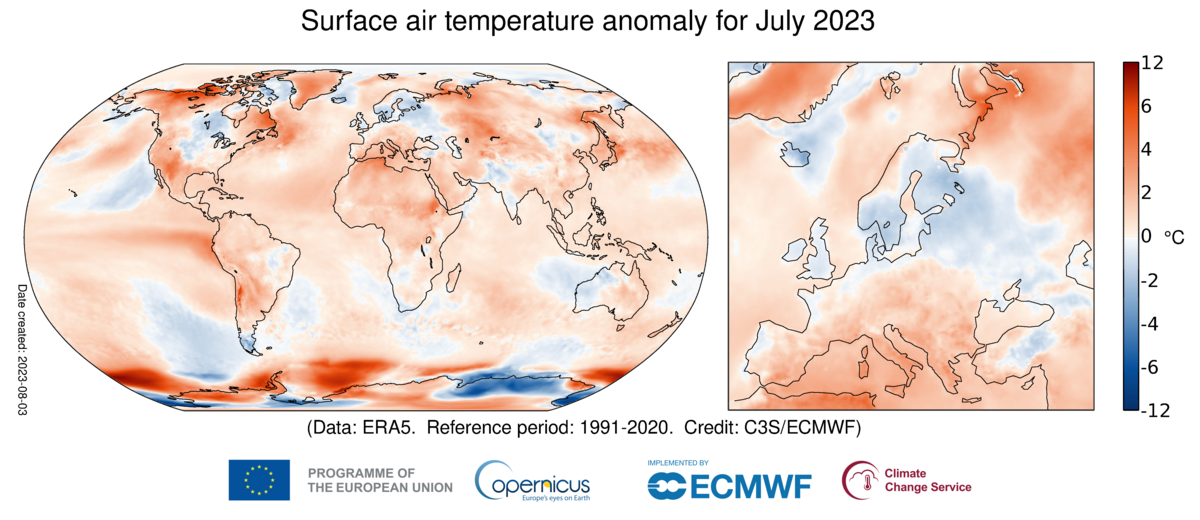 Surface air temperature anomaly for July 2023
12
6
4
2
0
-2
-4
-6
-12
°C
Date created: 2023-08-03
(Data: ERA5. Reference period: 1991-2020. Credit: C3S/ECMWF)
PROGRAMME OF
THE EUROPEAN UNION
opernicus
Europe's eyes on Earth
IMPLEMENTED BY
ECMWF
Climate
Change Service